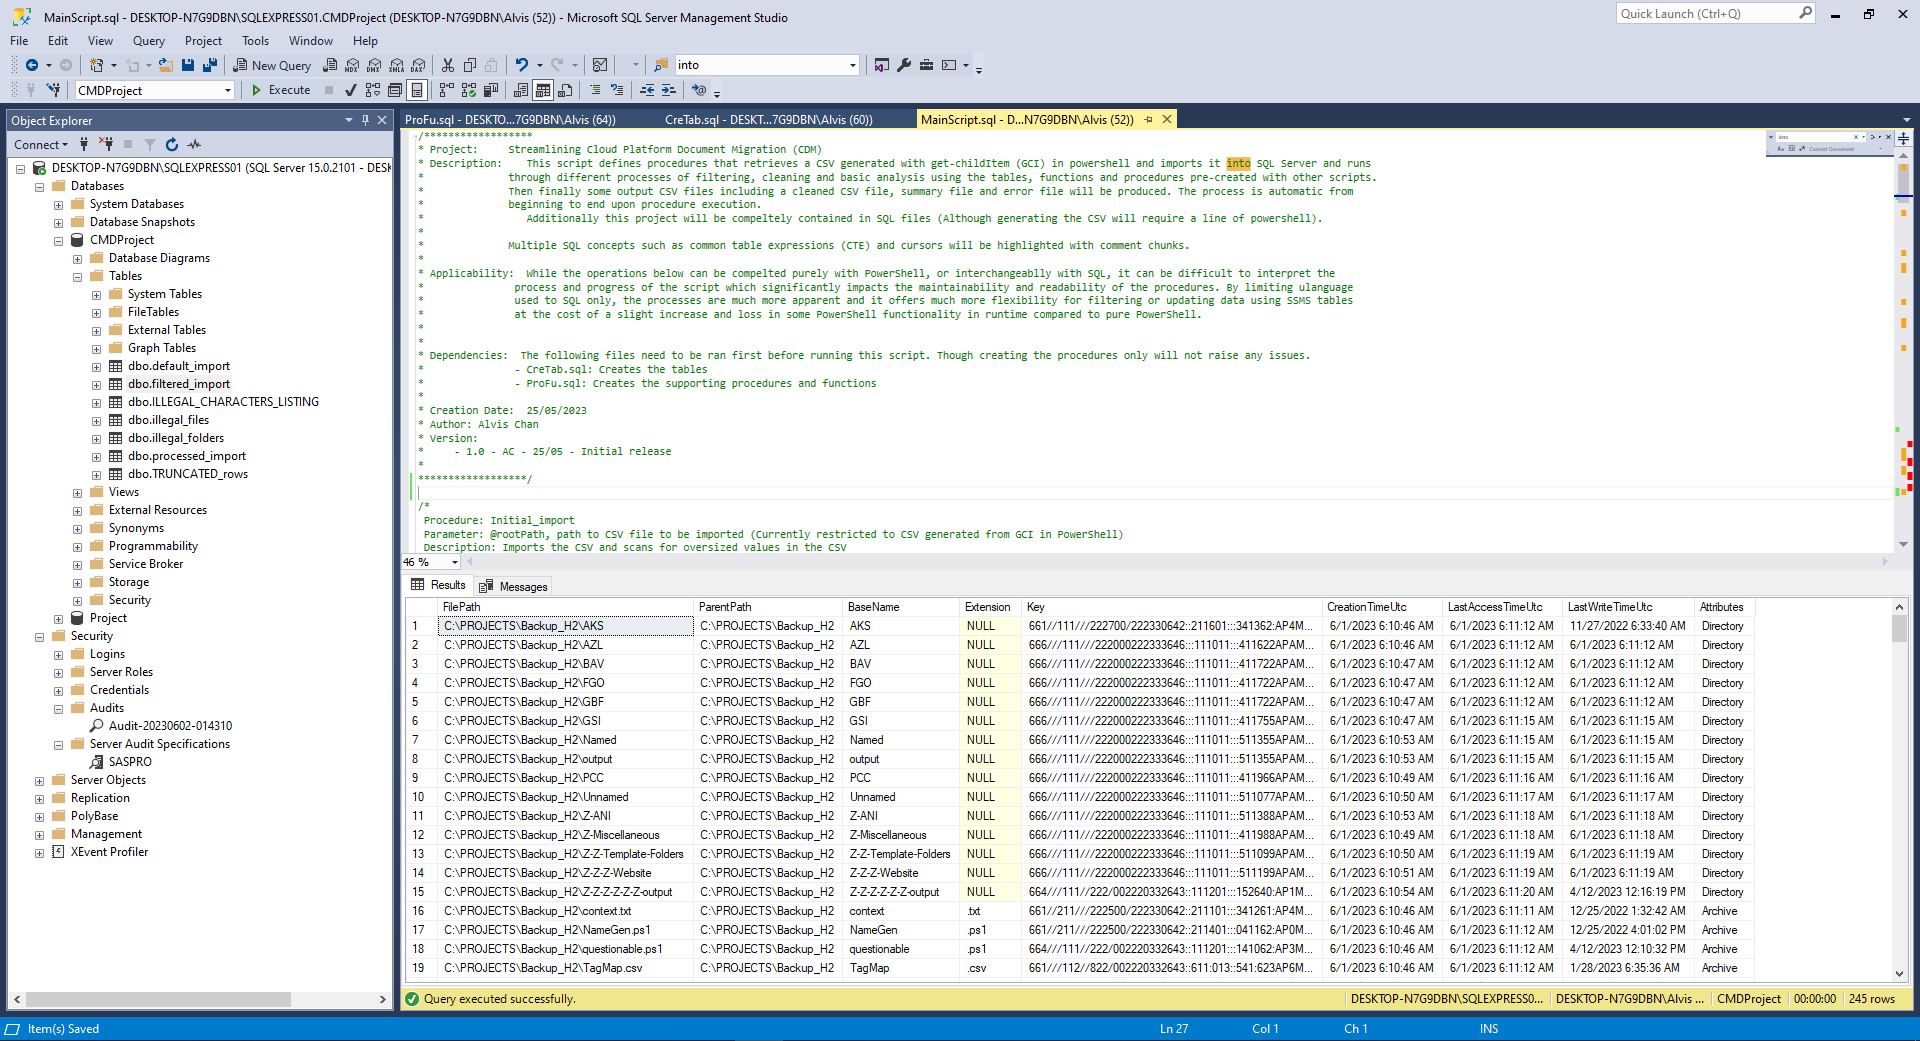 MainScript.sql - DESKTOP-N7G9DBN\SQLEXPRESS01.CMDProject (DESKTOP-N7G9DBN\Alvis (52)) - Microsoft SQL Server Management Studio
Quick Launch (Ctrl+Q)
File Edit View Query Project Tools Window Help
New Query MDX DMX XMLA DAX into
CMDProject Execute
Object Explorer
Connect
DESKTOP-N7G9DBN\SQLEXPRESS01 (SQL Server 15.0.2101 - DESK
Databases
System Databases
Database Snapshots
CMDProject
Database Diagrams
Tables
System Tables
FileTables
External Tables
Graph Tables
dbo.default_import
dbo.filtered_import
dbo.ILLEGAL_CHARACTERS_LISTING
dbo.illegal_files
dbo.illegal_folders
dbo.processed_import
dbo.TRUNCATED_rows
Views
External Resources
Synonyms
Programmability
Service Broker
Storage
Security
Project
Security
Logins
Server Roles
Credentials
Audits
Audit-20230602-014310
Server Audit Specifications
SASPRO
Server Objects
Replication
PolyBase
Management
XEvent Profiler
ProFu.sql - DESKTO...7G9DBN\Alvis (64)) CreTab.sql - DESKT...7G9DBN\Alvis (60)) MainScript.sql - D...N7G9DBN\Alvis (52))
into
Current Document
/******************
* Project: Streamlining Cloud Platform Document Migration (CDM)
* Description: This script defines procedures that retrieves a CSV generated with get-childItem (GCI) in powershell and imports it into SQL Server and runs
* through different processes of filtering, cleaning and basic analysis using the tables, functions and procedures pre-created with other scripts.
* Then finally some output CSV files including a cleaned CSV file, summary file and error file will be produced. The process is automatic from
* beginning to end upon procedure execution.
* Additionally this project will be compeltely contained in SQL files (Although generating the CSV will require a line of powershell).
*
* Multiple SQL concepts such as common table expressions (CTE) and cursors will be highlighted with comment chunks.
*
* Applicability: While the operations below can be compelted purely with PowerShell, or interchangeablly with SQL, it can be difficult to interpret the
* process and progress of the script which significantly impacts the maintainability and readability of the procedures. By limiting ulanguage
* used to SQL only, the processes are much more apparent and it offers much more flexibility for filtering or updating data using SSMS tables
* at the cost of a slight increase and loss in some PowerShell functionality in runtime compared to pure PowerShell.
*
*
* Dependencies: The following files need to be ran first before running this script. Though creating the procedures only will not raise any issues.
* - CreTab.sql: Creates the tables
* - ProFu.sql: Creates the supporting procedures and functions
*
* Creation Date: 25/05/2023
* Author: Alvis Chan
* Version:
* - 1.0 - AC - 25/05 - Initial release
*
******************/
/*
Procedure: Initial_import
Parameter: @rootPath, path to CSV file to be imported (Currently restricted to CSV generated from GCI in PowerShell)
Description: Imports the CSV and scans for oversized values in the CSV
46 %
Results Messages
FilePath ParentPath BaseName Extension Key CreationTimeUtc LastAccessTimeUtc LastWriteTimeUtc Attributes
1 C:\PROJECTS\Backup_H2\AKS C:\PROJECTS\Backup_H2 AKS NULL 661//111///222700/222330642::211601:::341362:AP4M... 6/1/2023 6:10:46 AM 6/1/2023 6:11:12 AM 11/27/2022 6:33:40 AM Directory
2 C:\PROJECTS\Backup_H2\AZL C:\PROJECTS\Backup_H2 AZL NULL 666///111///222000222333646:::111011:::411622APAM... 6/1/2023 6:10:46 AM 6/1/2023 6:11:12 AM 6/1/2023 6:11:12 AM Directory
3 C:\PROJECTS\Backup_H2\BAV C:\PROJECTS\Backup_H2 BAV NULL 666///111///222000222333646:::111011:::411722APAM... 6/1/2023 6:10:47 AM 6/1/2023 6:11:12 AM 6/1/2023 6:11:12 AM Directory
4 C:\PROJECTS\Backup_H2\FGO C:\PROJECTS\Backup_H2 FGO NULL 666///111///222000222333646:::111011:::411722APAM... 6/1/2023 6:10:47 AM 6/1/2023 6:11:12 AM 6/1/2023 6:11:12 AM Directory
5 C:\PROJECTS\Backup_H2\GBF C:\PROJECTS\Backup_H2 GBF NULL 666///111///222000222333646:::111011:::411722APAM... 6/1/2023 6:10:47 AM 6/1/2023 6:11:12 AM 6/1/2023 6:11:12 AM Directory
6 C:\PROJECTS\Backup_H2\GSI C:\PROJECTS\Backup_H2 GSI NULL 666///111///222000222333646:::111011:::411755APAM... 6/1/2023 6:10:47 AM 6/1/2023 6:11:15 AM 6/1/2023 6:11:15 AM Directory
7 C:\PROJECTS\Backup_H2\Named C:\PROJECTS\Backup_H2 Named NULL 666///111///222000222333646:::111011:::511355APAM... 6/1/2023 6:10:53 AM 6/1/2023 6:11:15 AM 6/1/2023 6:11:15 AM Directory
8 C:\PROJECTS\Backup_H2\output C:\PROJECTS\Backup_H2 output NULL 666///111///222000222333646:::111011:::511355APAM... 6/1/2023 6:10:53 AM 6/1/2023 6:11:15 AM 6/1/2023 6:11:15 AM Directory
9 C:\PROJECTS\Backup_H2\PCC C:\PROJECTS\Backup_H2 PCC NULL 666///111///222000222333646:::111011:::411966APAM... 6/1/2023 6:10:49 AM 6/1/2023 6:11:16 AM 6/1/2023 6:11:16 AM Directory
10 C:\PROJECTS\Backup_H2\Unnamed C:\PROJECTS\Backup_H2 Unnamed NULL 666///111///222000222333646:::111011:::511077APAM... 6/1/2023 6:10:50 AM 6/1/2023 6:11:17 AM 6/1/2023 6:11:17 AM Directory
11 C:\PROJECTS\Backup_H2\Z-ANI C:\PROJECTS\Backup_H2 Z-ANI NULL 666///111///222000222333646:::111011:::511388APAM... 6/1/2023 6:10:53 AM 6/1/2023 6:11:18 AM 6/1/2023 6:11:18 AM Directory
12 C:\PROJECTS\Backup_H2\Z-Miscellaneous C:\PROJECTS\Backup_H2 Z-Miscellaneous NULL 666///111///222000222333646:::111011:::411988APAM... 6/1/2023 6:10:49 AM 6/1/2023 6:11:18 AM 6/1/2023 6:11:18 AM Directory
13 C:\PROJECTS\Backup_H2\Z-Z-Template-Folders C:\PROJECTS\Backup_H2 Z-Z-Template-Folders NULL 666///111///222000222333646:::111011:::511099APAM... 6/1/2023 6:10:50 AM 6/1/2023 6:11:19 AM 6/1/2023 6:11:19 AM Directory
14 C:\PROJECTS\Backup_H2\Z-Z-Z-Website C:\PROJECTS\Backup_H2 Z-Z-Z-Website NULL 666///111///222000222333646:::111011:::511199APAM... 6/1/2023 6:10:51 AM 6/1/2023 6:11:19 AM 6/1/2023 6:11:19 AM Directory
15 C:\PROJECTS\Backup_H2\Z-Z-Z-Z-Z-Z-output C:\PROJECTS\Backup_H2 Z-Z-Z-Z-Z-Z-output NULL 664///111//222/002220332643::111201:::152640:AP1M... 6/1/2023 6:10:54 AM 6/1/2023 6:11:20 AM 4/12/2023 12:16:19 PM Directory
16 C:\PROJECTS\Backup_H2\context.txt C:\PROJECTS\Backup_H2 context .txt 661//211///222500/222330642::211101:::341261:AP4M... 6/1/2023 6:10:46 AM 6/1/2023 6:11:11 AM 12/25/2022 1:32:42 AM Archive
17 C:\PROJECTS\Backup_H2\NameGen.ps1 C:\PROJECTS\Backup_H2 NameGen .ps1 661//211///222500/222330642::211401:::041162:AP0M... 6/1/2023 6:10:46 AM 6/1/2023 6:11:12 AM 12/25/2022 4:01:02 PM Archive
18 C:\PROJECTS\Backup_H2\questionable.ps1 C:\PROJECTS\Backup_H2 questionable .ps1 664///111//222/002220332643::111201:::141062:AP3M... 6/1/2023 6:10:46 AM 6/1/2023 6:11:12 AM 4/12/2023 12:10:32 PM Archive
19 C:\PROJECTS\Backup_H2\TagMap.csv C:\PROJECTS\Backup_H2 TagMap .csv 661///112//822/002220332643::611:013::541:623AP6M... 6/1/2023 6:10:46 AM 6/1/2023 6:11:12 AM 1/28/2023 6:35:36 AM Archive
Query executed successfully. DESKTOP-N7G9DBN\SQLEXPRESS0... DESKTOP-N7G9DBN\Alvis ... CMDProject 00:00:00 245 rows
Item(s) Saved Ln 27 Col 1 Ch 1 INS